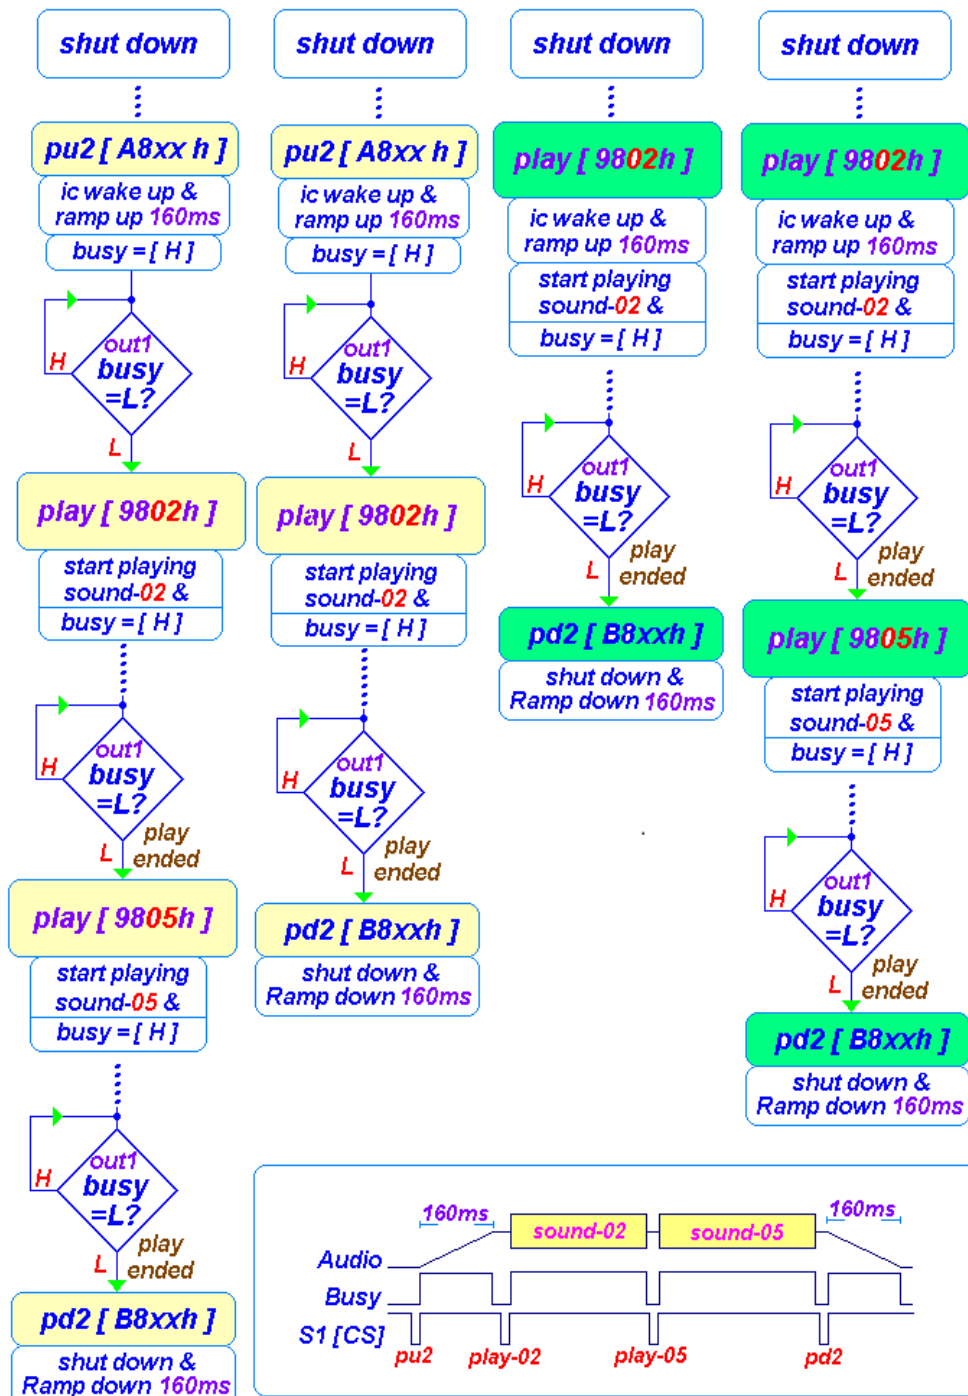 shut down
pu2 [ A8xx h ]
ic wake up &
ramp up 160ms
busy = [ H ]
out1
busy
=L?
H
L
play [ 9802h ]
start playing
sound-02 &
busy = [ H ]
out1
busy
=L?
H
L
play
ended
play [ 9805h ]
start playing
sound-05 &
busy = [ H ]
out1
busy
=L?
H
L
play
ended
pd2 [ B8xxh ]
shut down &
Ramp down 160ms
shut down
pu2 [ A8xx h ]
ic wake up &
ramp up 160ms
busy = [ H ]
out1
busy
=L?
H
L
play [ 9802h ]
start playing
sound-02 &
busy = [ H ]
out1
busy
=L?
H
L
play
ended
pd2 [ B8xxh ]
shut down &
Ramp down 160ms
shut down
play [ 9802h ]
ic wake up &
ramp up 160ms
start playing
sound-02 &
busy = [ H ]
out1
busy
=L?
H
L
play
ended
pd2 [ B8xxh ]
shut down &
Ramp down 160ms
shut down
play [ 9802h ]
ic wake up &
ramp up 160ms
start playing
sound-02 &
busy = [ H ]
out1
busy
=L?
H
L
play
ended
play [ 9805h ]
start playing
sound-05 &
busy = [ H ]
out1
busy
=L?
H
L
play
ended
pd2 [ B8xxh ]
shut down &
Ramp down 160ms
160ms
160ms
sound-02 sound-05
Audio
Busy
S1 [CS]
pu2 play-02 play-05 pd2